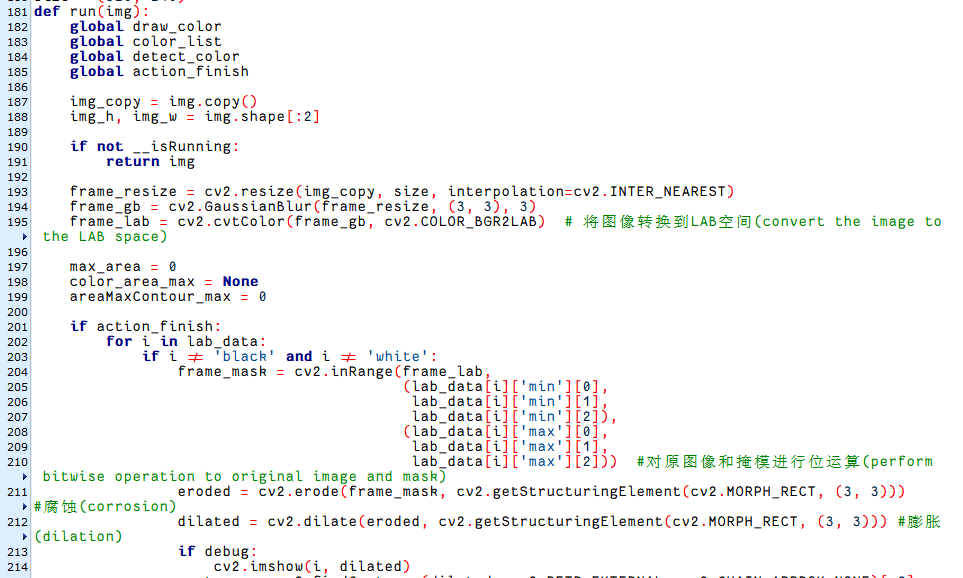 181 def run(img):
182     global draw_color
183     global color_list
184     global detect_color
185     global action_finish
186
187     img_copy = img.copy()
188     img_h, img_w = img.shape[:2]
189
190     if not __isRunning:
191         return img
192
193     frame_resize = cv2.resize(img_copy, size, interpolation=cv2.INTER_NEAREST)
194     frame_gb = cv2.GaussianBlur(frame_resize, (3, 3), 3)
195     frame_lab = cv2.cvtColor(frame_gb, cv2.COLOR_BGR2LAB)  # 将图像转换到LAB空间(convert the image to
the LAB space)
196
197     max_area = 0
198     color_area_max = None
199     areaMaxContour_max = 0
200
201     if action_finish:
202         for i in lab_data:
203             if i ≠ 'black' and i ≠ 'white':
204                 frame_mask = cv2.inRange(frame_lab,
205                                          (lab_data[i]['min'][0],
206                                           lab_data[i]['min'][1],
207                                           lab_data[i]['min'][2]),
208                                          (lab_data[i]['max'][0],
209                                           lab_data[i]['max'][1],
210                                           lab_data[i]['max'][2]))  #对原图像和掩模进行位运算(perform
bitwise operation to original image and mask)
211                 eroded = cv2.erode(frame_mask, cv2.getStructuringElement(cv2.MORPH_RECT, (3, 3)))
#腐蚀(corrosion)
212                 dilated = cv2.dilate(eroded, cv2.getStructuringElement(cv2.MORPH_RECT, (3, 3))) #膨胀
(dilation)
213                 if debug:
214                     cv2.imshow(i, dilated)